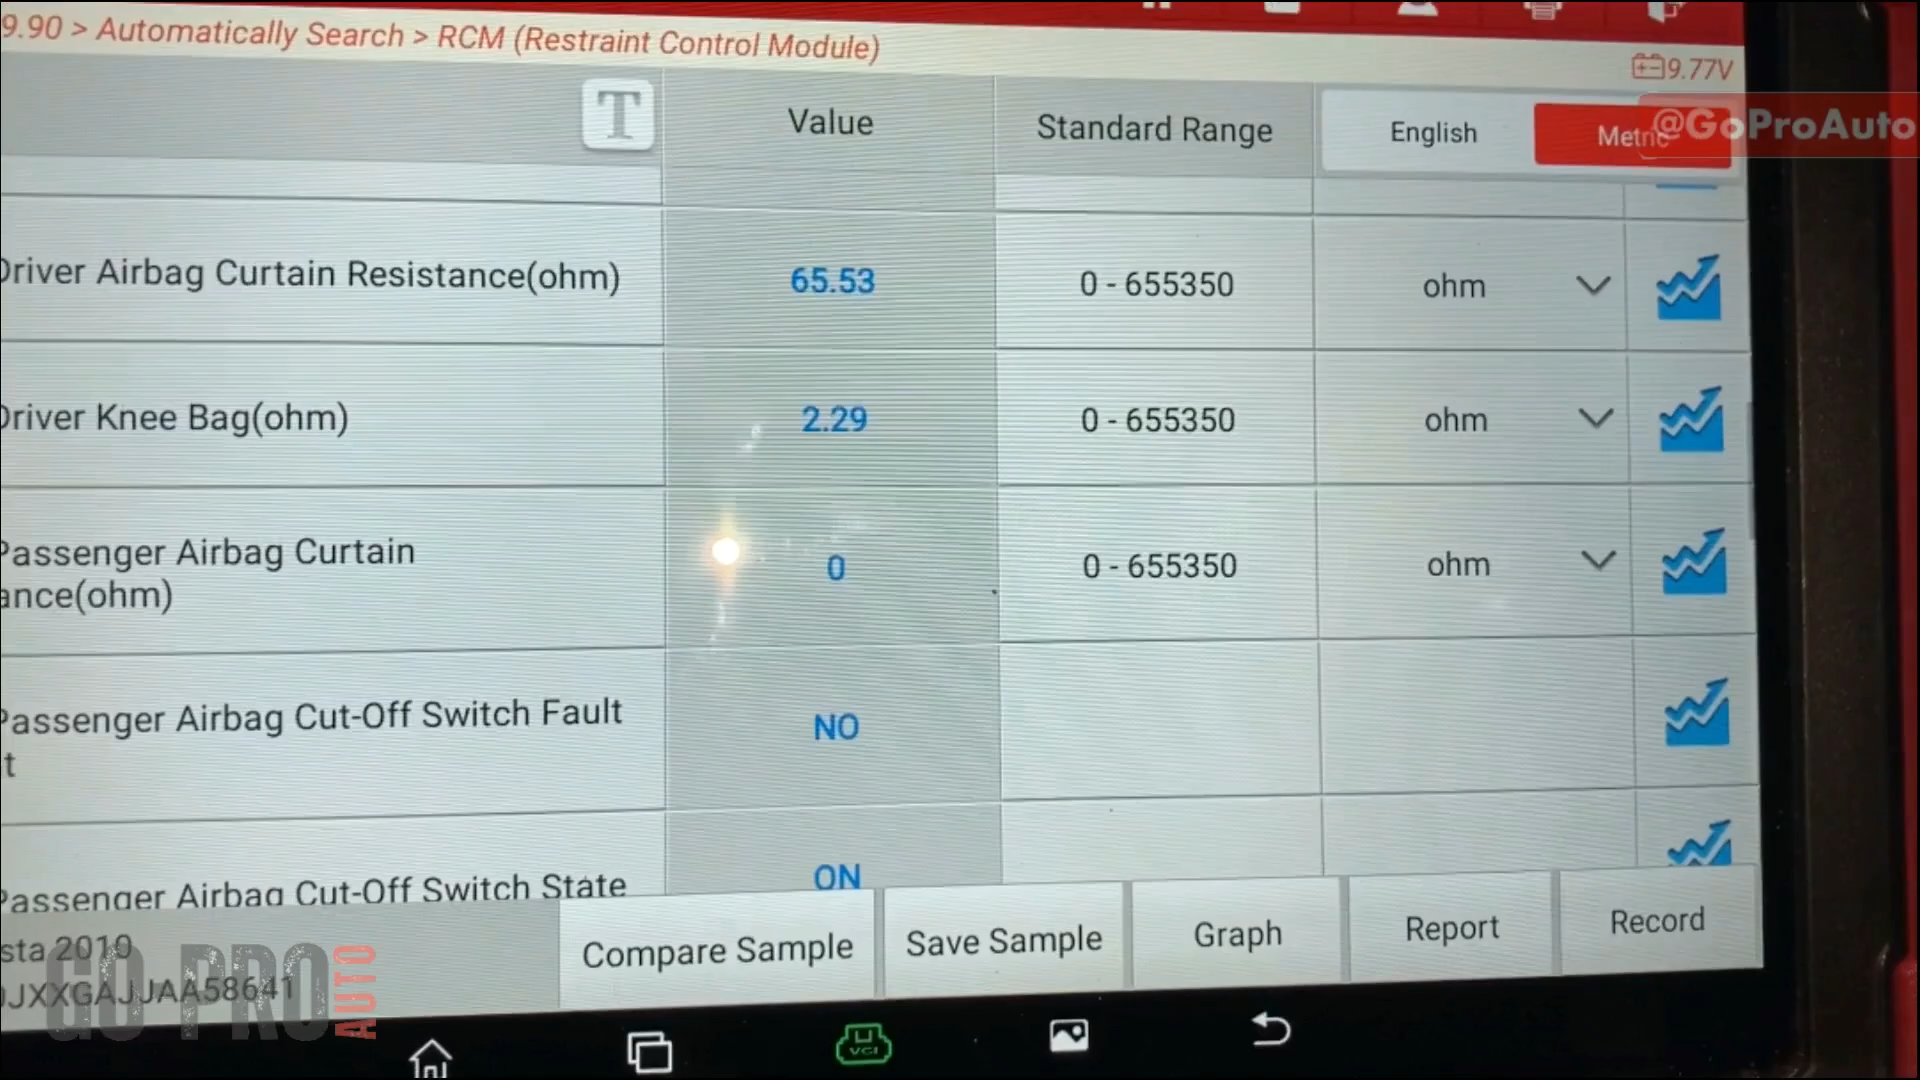 9.90 > Automatically Search > RCM (Restraint Control Module)
9.77V
T
Value
Standard Range
English
Metric
@GoProAuto
Driver Airbag Curtain Resistance(ohm)
65.53
0 - 655350
ohm
Driver Knee Bag(ohm)
2.29
0 - 655350
ohm
Passenger Airbag Curtain
ance(ohm)
0
0 - 655350
ohm
Passenger Airbag Cut-Off Switch Fault
t
NO
Passenger Airbag Cut-Off Switch State
ON
sta 2010
JXXGAJJAA58641
GO PRO AUTO
Compare Sample
Save Sample
Graph
Report
Record
VCI